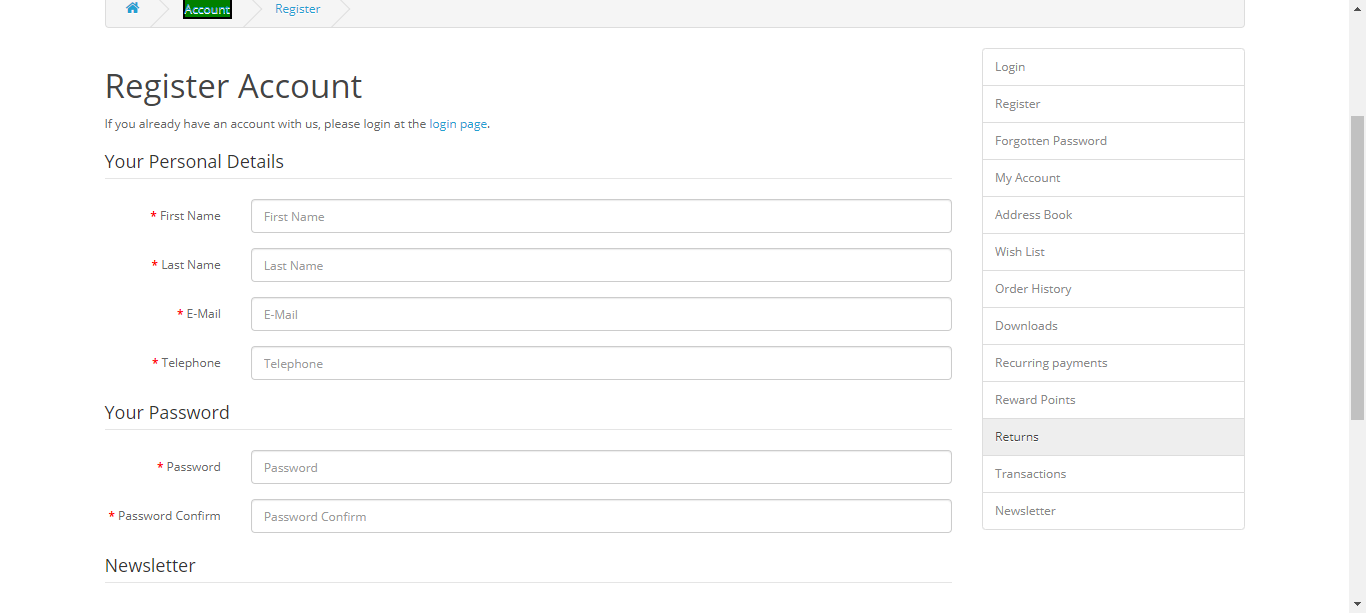 Account
Register
Register Account
If you already have an account with us, please login at the login page.
Your Personal Details
* First Name
First Name
* Last Name
Last Name
* E-Mail
E-Mail
* Telephone
Telephone
Your Password
* Password
Password
* Password Confirm
Password Confirm
Newsletter
Login
Register
Forgotten Password
My Account
Address Book
Wish List
Order History
Downloads
Recurring payments
Reward Points
Returns
Transactions
Newsletter